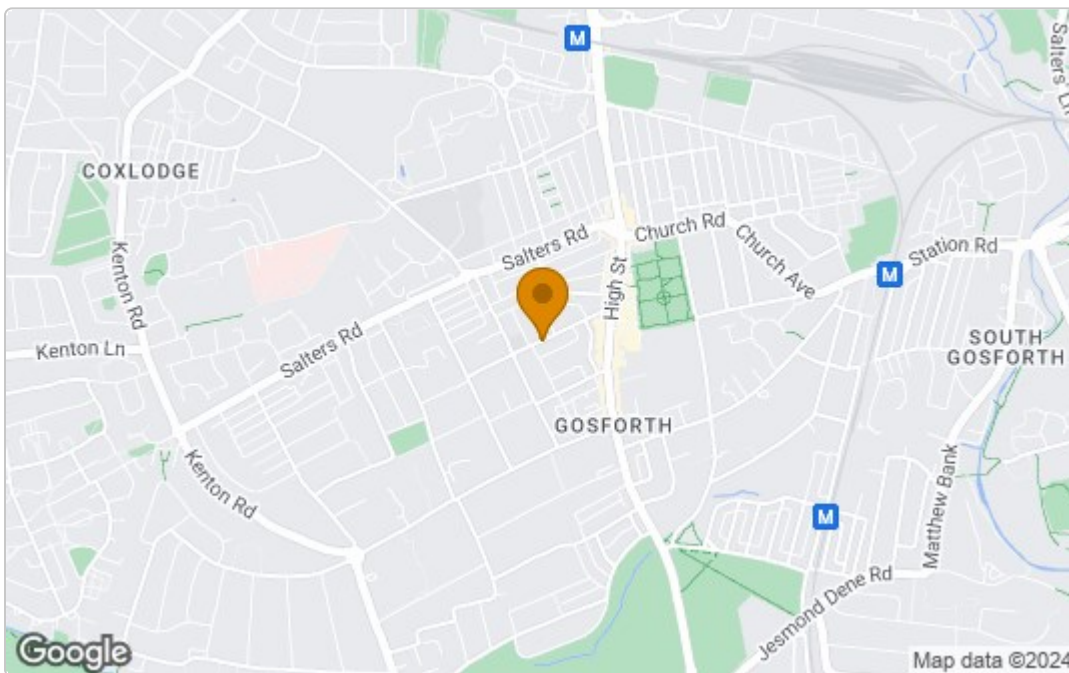 M
Salters' Ln
COXLODGE
Church Rd
Salters Rd
Church Ave
Station Rd
M
Kenton Rd
High St
Kenton Ln
Salters Rd
SOUTH
GOSFORTH
GOSFORTH
Kenton Rd
M
Matthew Bank
Jesmond Dene Rd
Google
Map data ©2024